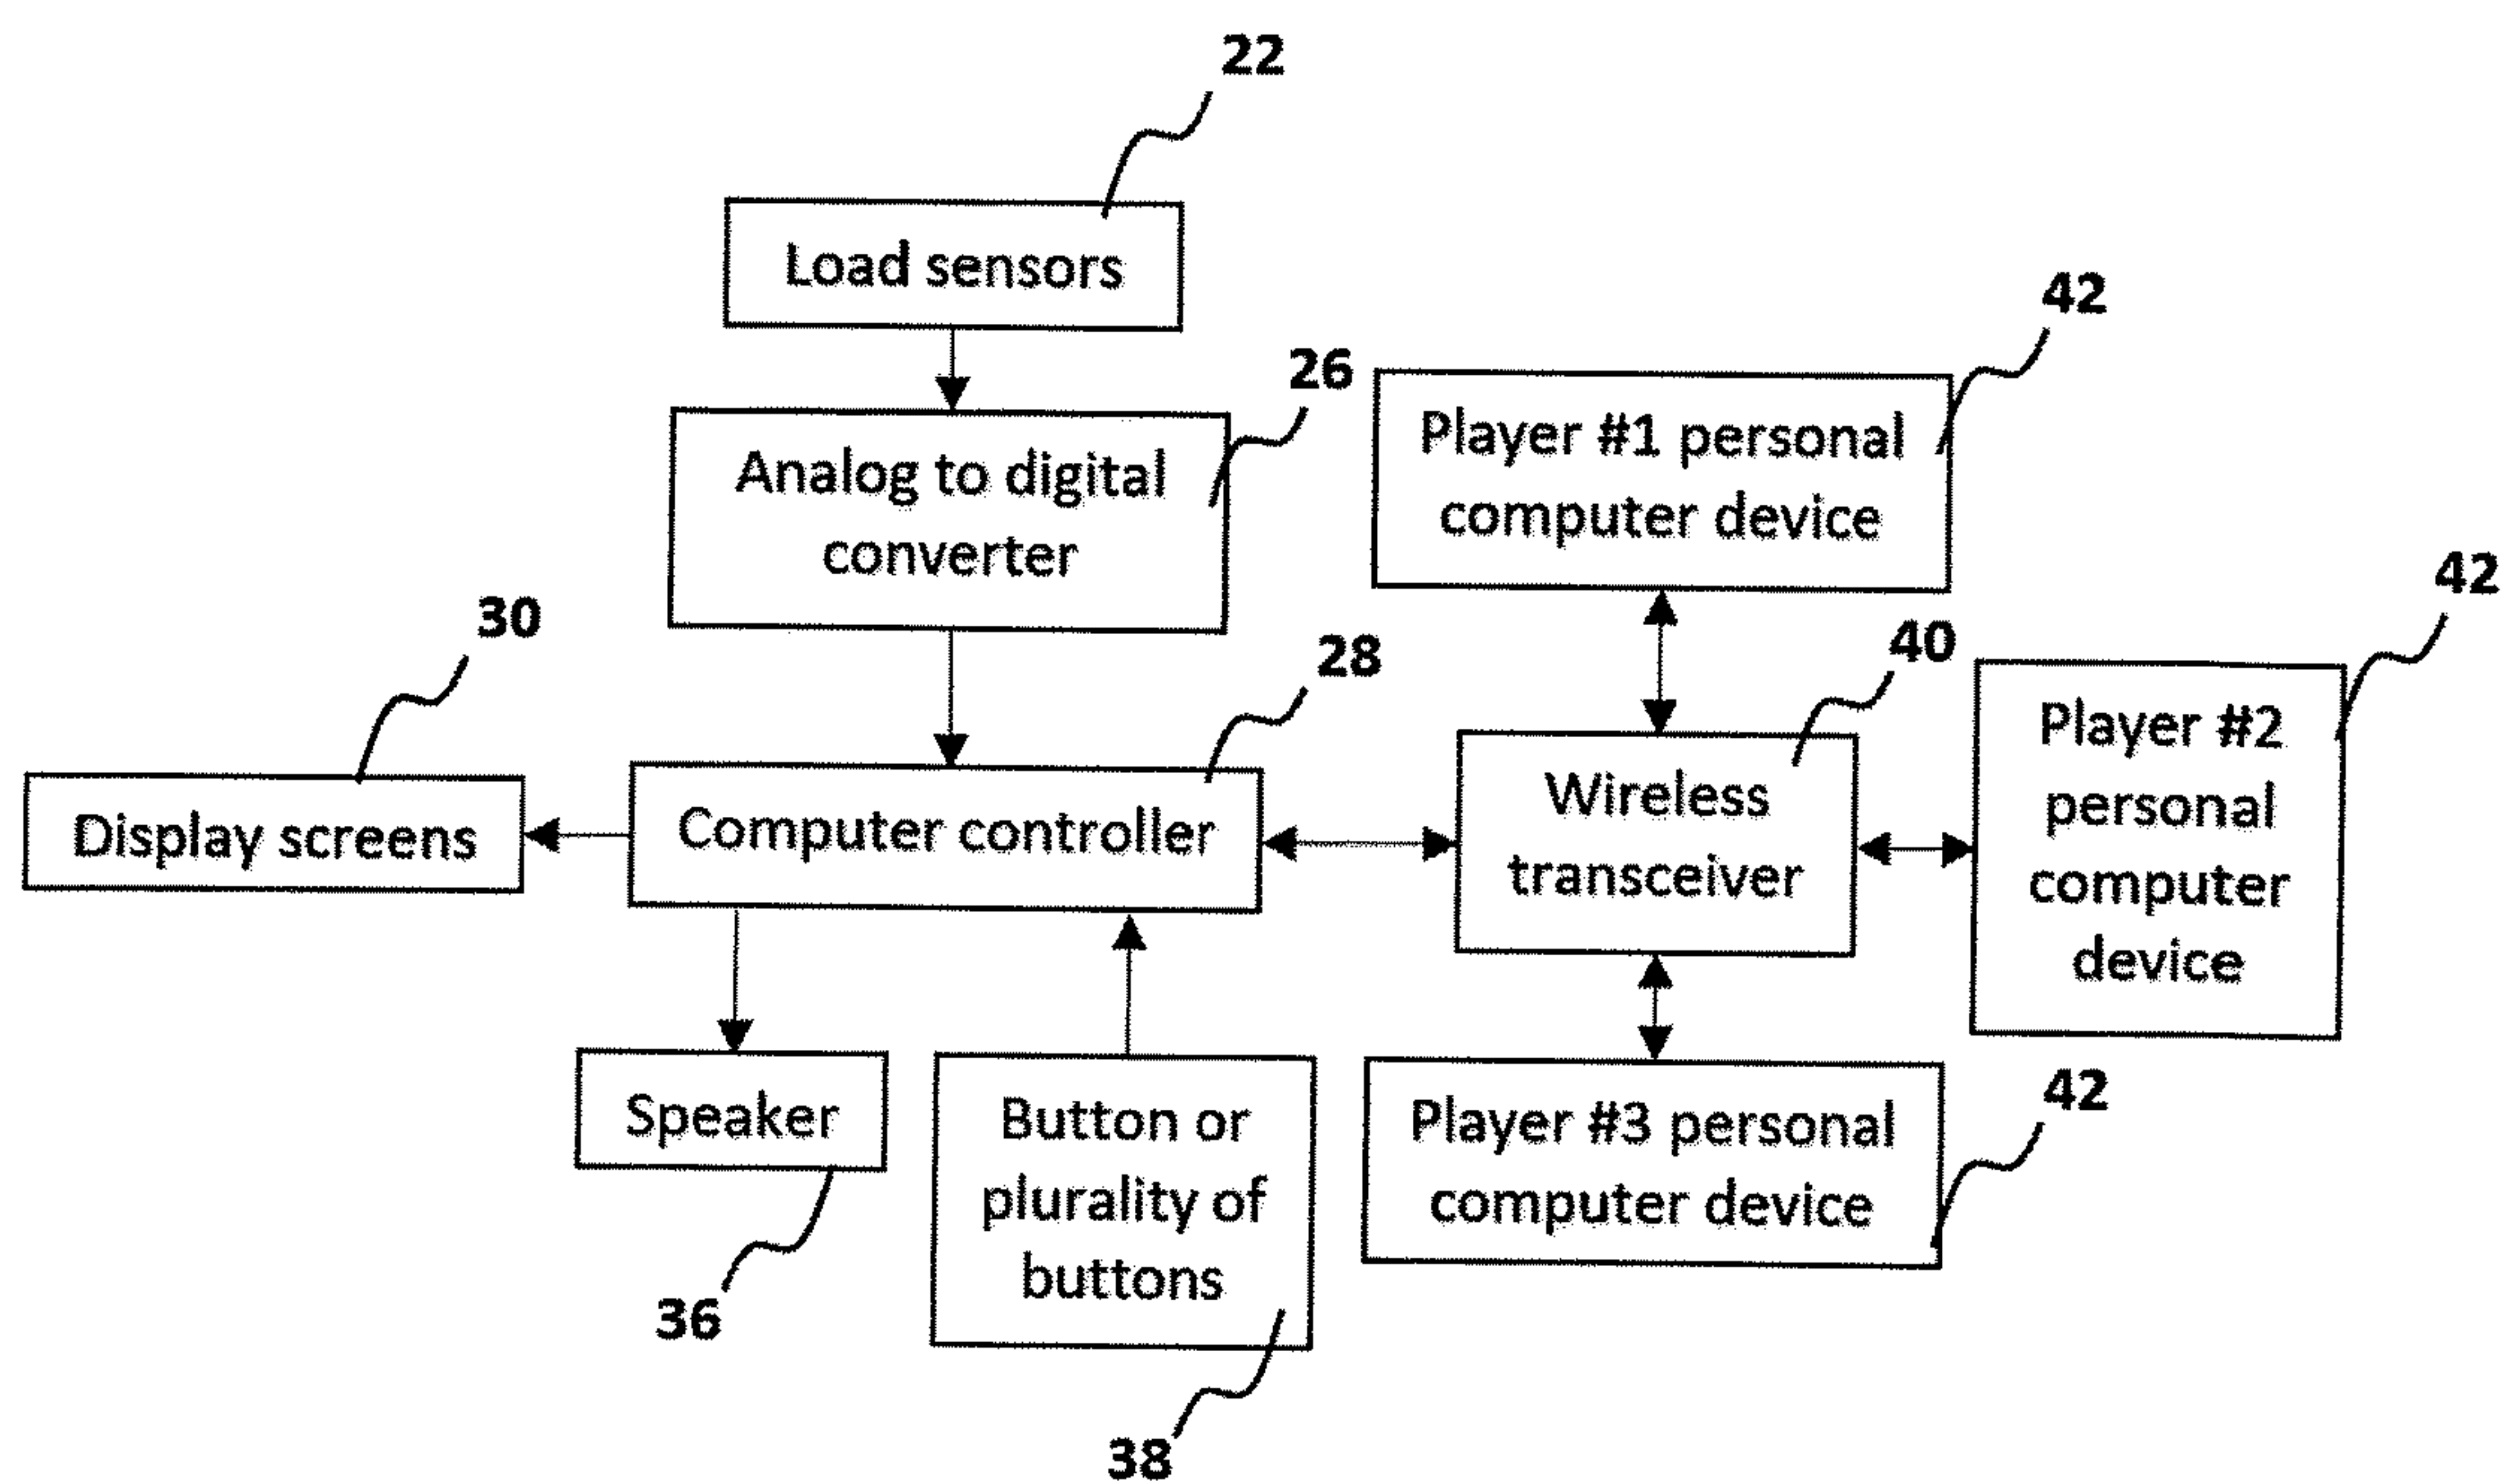 22
Load sensors
26
Analog to digital
converter
42
Player #1 personal
computer device
30
Display screens
28
Computer controller
40
Wireless
transceiver
42
Player #2
personal
computer
device
Speaker
36
Button or
plurality of
buttons
38
Player #3 personal
computer device
42